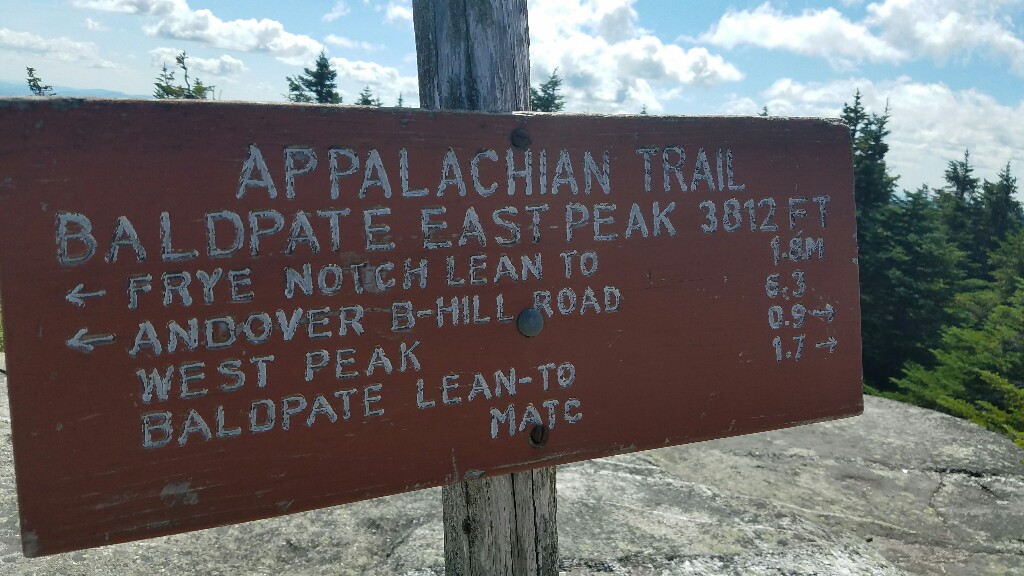 APPALACHIAN TRAIL
BALDPATE EAST PEAK 3812 FT
← FRYE NOTCH LEAN TO 1.8M
← ANDOVER B-HILL ROAD 6.3
WEST PEAK 0.9 →
BALDPATE LEAN-TO 1.7 →
MATC